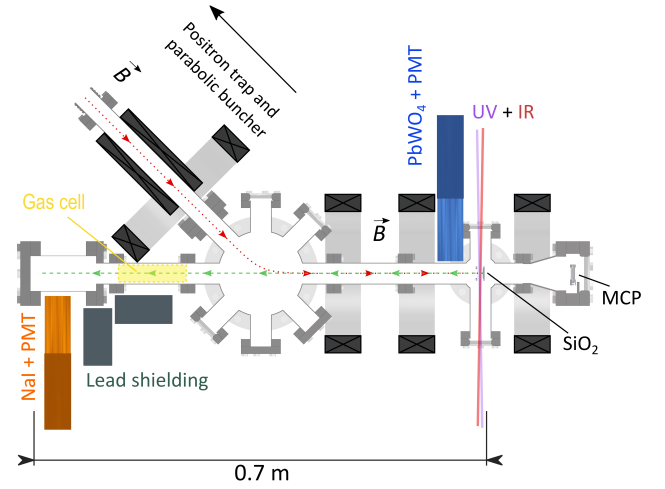 Positron trap and
parabolic buncher
B
PbWO4 + PMT
UV + IR
Gas cell
B
MCP
SiO2
NaI + PMT
Lead shielding
0.7 m